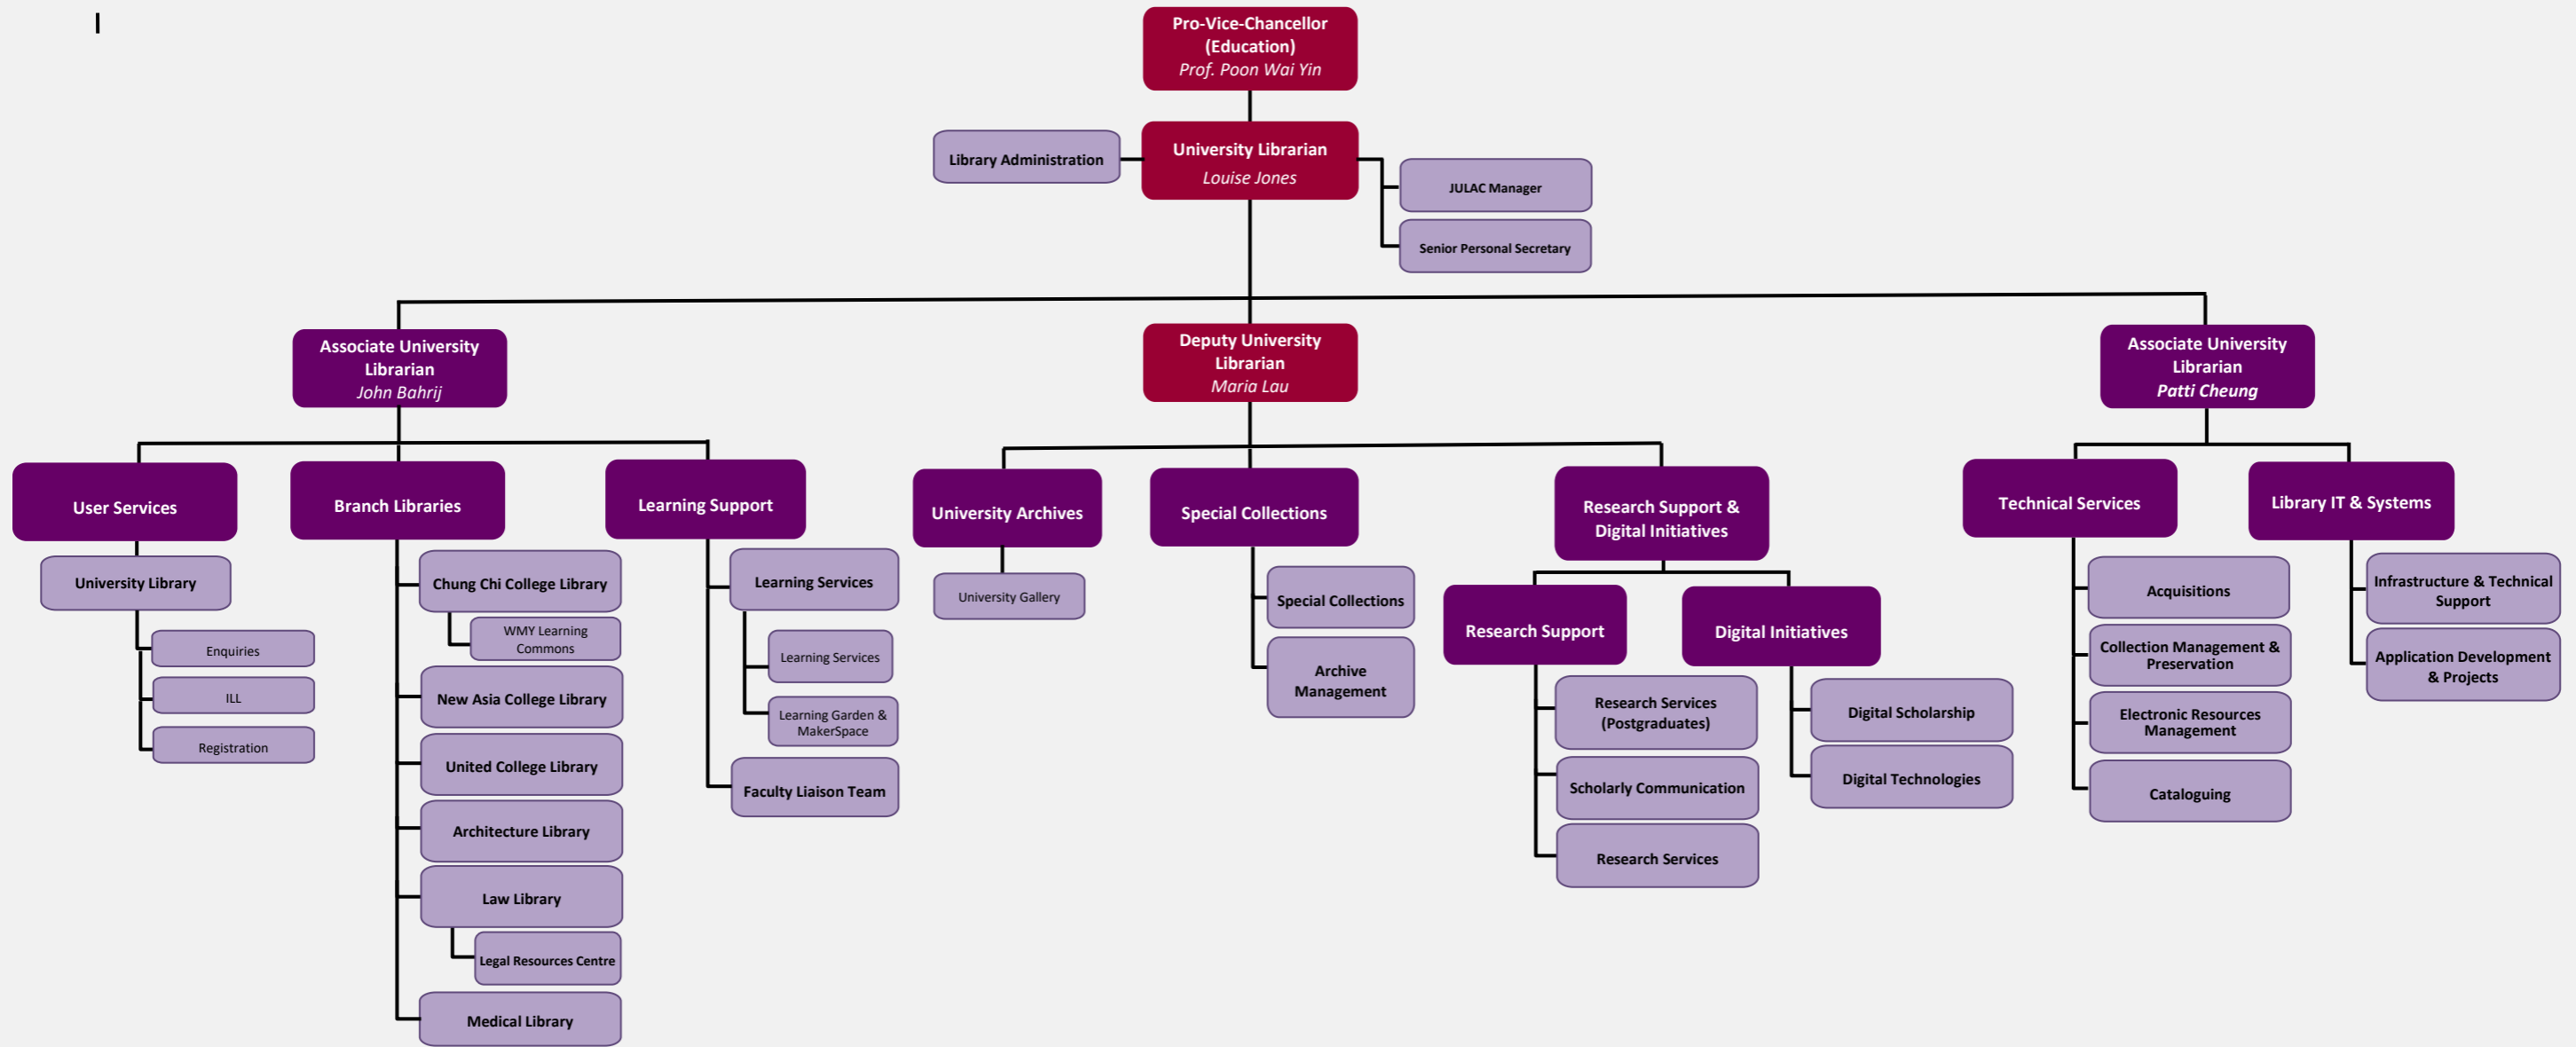 Pro-Vice-Chancellor
(Education)
Prof. Poon Wai Yin
Library Administration
University Librarian
Louise Jones
JULAC Manager
Senior Personal Secretary
Associate University
Librarian
John Bahrij
Deputy University
Librarian
Maria Lau
Associate University
Librarian
Patti Cheung
User Services
University Library
Enquiries
ILL
Registration
Branch Libraries
Chung Chi College Library
WMY Learning
Commons
New Asia College Library
United College Library
Architecture Library
Law Library
Legal Resources Centre
Medical Library
Learning Support
Learning Services
Learning Services
Learning Garden &
MakerSpace
Faculty Liaison Team
University Archives
University Gallery
Special Collections
Special Collections
Archive
Management
Research Support &
Digital Initiatives
Research Support
Research Services
(Postgraduates)
Scholarly Communication
Research Services
Digital Initiatives
Digital Scholarship
Digital Technologies
Technical Services
Acquisitions
Collection Management &
Preservation
Electronic Resources
Management
Cataloguing
Library IT & Systems
Infrastructure & Technical
Support
Application Development
& Projects